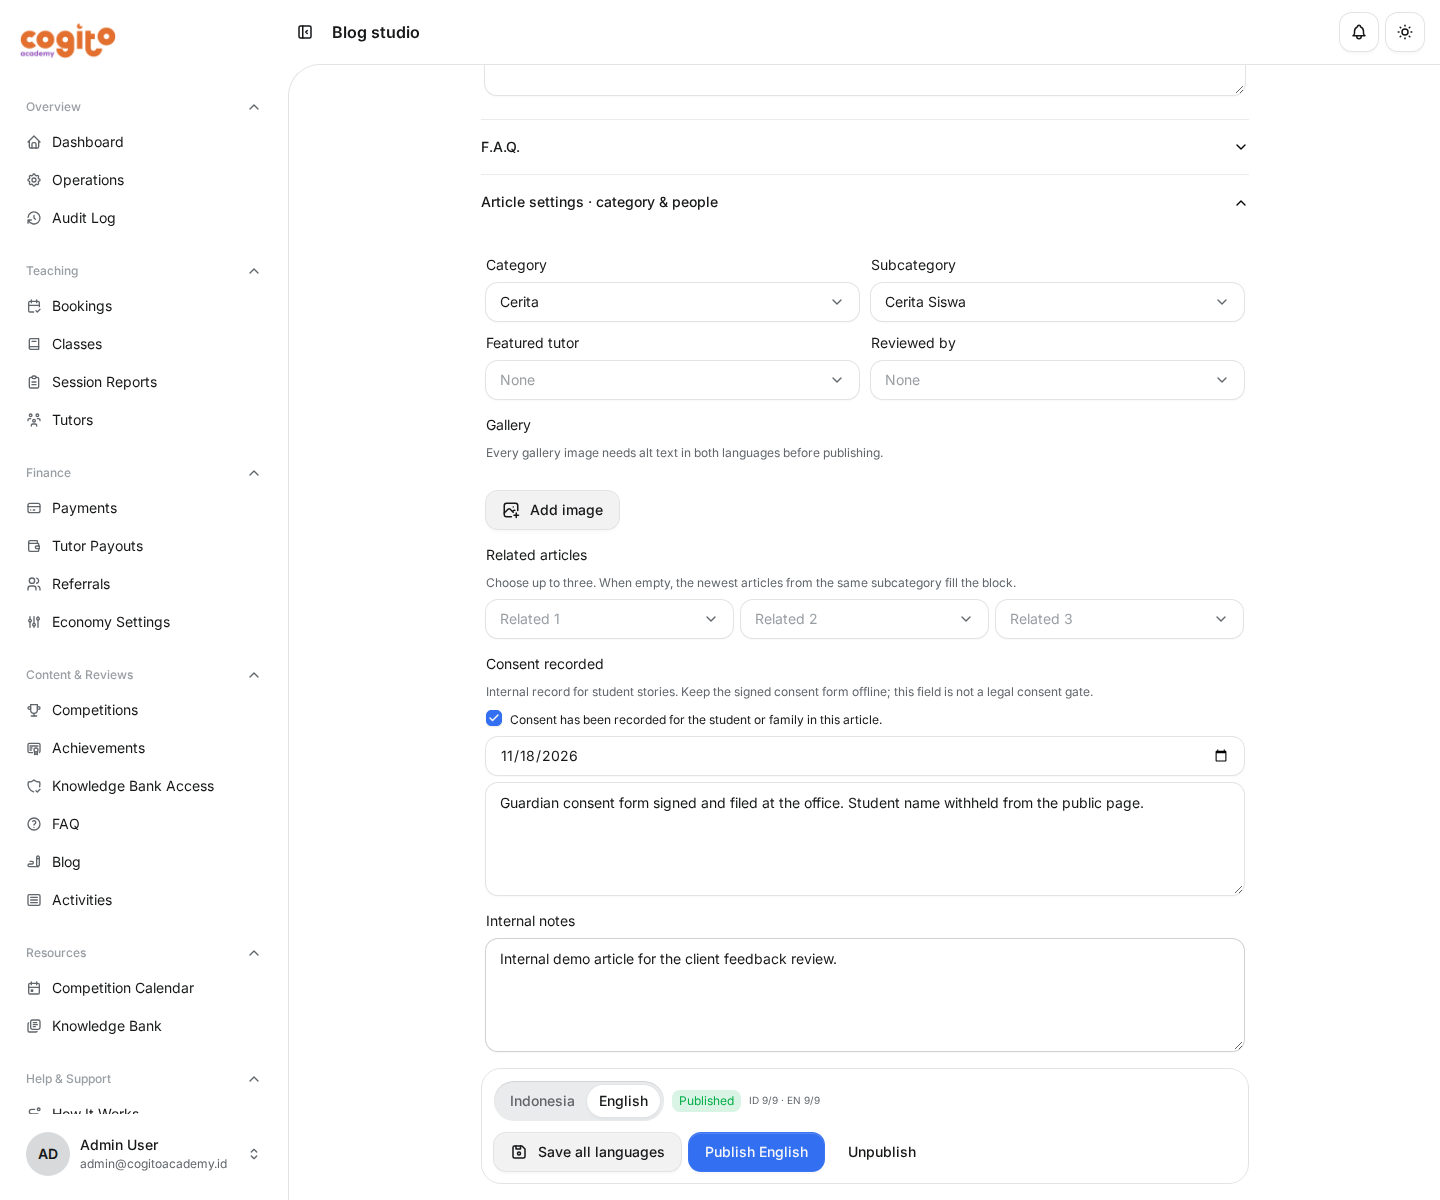 cogito
academy
Blog studio
Overview
Dashboard
Operations
Audit Log
Teaching
Bookings
Classes
Session Reports
Tutors
Finance
Payments
Tutor Payouts
Referrals
Economy Settings
Content & Reviews
Competitions
Achievements
Knowledge Bank Access
FAQ
Blog
Activities
Resources
Competition Calendar
Knowledge Bank
Help & Support
How It Works
AD
Admin User
admin@cogitoacademy.id
F.A.Q.
Article settings · category & people
Category
Subcategory
Cerita
Cerita Siswa
Featured tutor
Reviewed by
None
None
Gallery
Every gallery image needs alt text in both languages before publishing.
Add image
Related articles
Choose up to three. When empty, the newest articles from the same subcategory fill the block.
Related 1
Related 2
Related 3
Consent recorded
Internal record for student stories. Keep the signed consent form offline; this field is not a legal consent gate.
Consent has been recorded for the student or family in this article.
11/18/2026
Guardian consent form signed and filed at the office. Student name withheld from the public page.
Internal notes
Internal demo article for the client feedback review.
Indonesia
English
Published
ID 9/9 · EN 9/9
Save all languages
Publish English
Unpublish